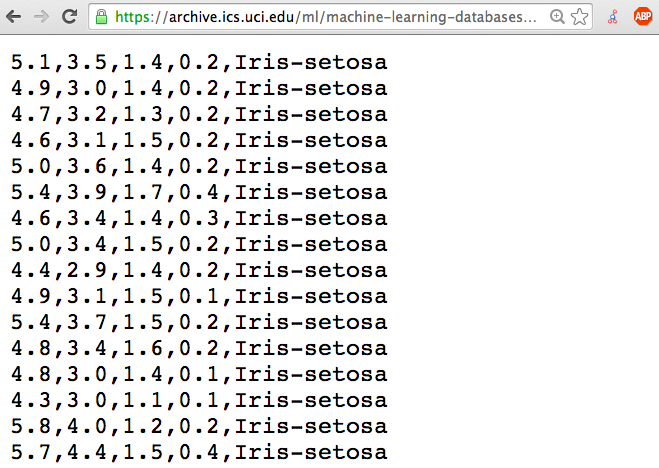 https://archive.ics.uci.edu/ml/machine-learning-databases...
ABP
5.1,3.5,1.4,0.2,Iris-setosa
4.9,3.0,1.4,0.2,Iris-setosa
4.7,3.2,1.3,0.2,Iris-setosa
4.6,3.1,1.5,0.2,Iris-setosa
5.0,3.6,1.4,0.2,Iris-setosa
5.4,3.9,1.7,0.4,Iris-setosa
4.6,3.4,1.4,0.3,Iris-setosa
5.0,3.4,1.5,0.2,Iris-setosa
4.4,2.9,1.4,0.2,Iris-setosa
4.9,3.1,1.5,0.1,Iris-setosa
5.4,3.7,1.5,0.2,Iris-setosa
4.8,3.4,1.6,0.2,Iris-setosa
4.8,3.0,1.4,0.1,Iris-setosa
4.3,3.0,1.1,0.1,Iris-setosa
5.8,4.0,1.2,0.2,Iris-setosa
5.7,4.4,1.5,0.4,Iris-setosa